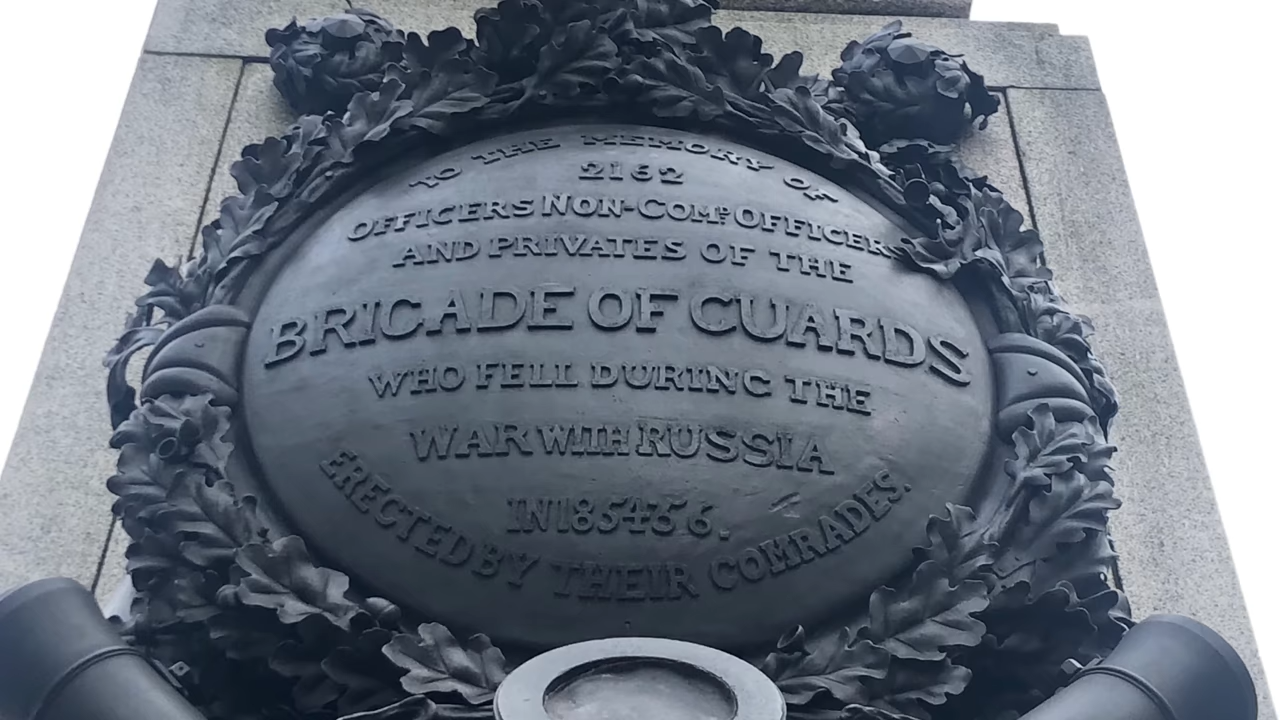 TO THE MEMORY OF
2162
OFFICERS NON-COMD OFFICERS
AND PRIVATES OF THE
BRIGADE OF GUARDS
WHO FELL DURING THE
WAR WITH RUSSIA
IN 1854 5 6.
ERECTED BY THEIR COMRADES.